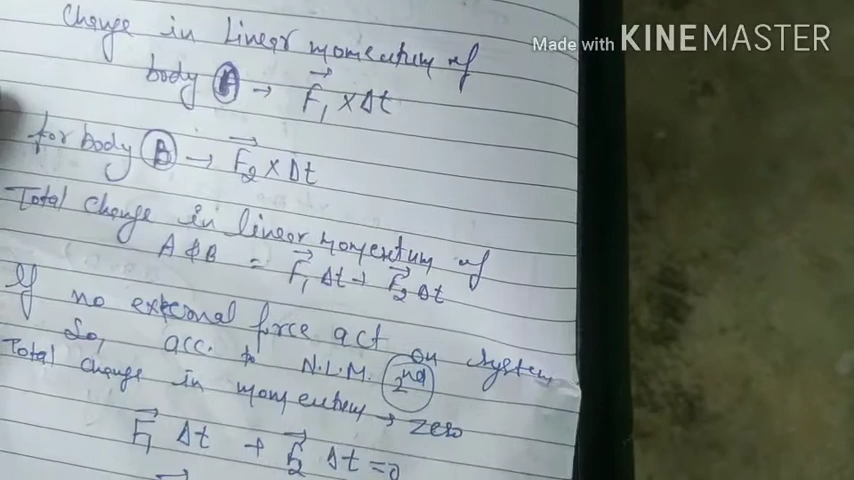 Change in Linear momentum of
body A → F₁ × Δt
for body B → F₂ × Δt
Total change in linear momentum of
A & B = F₁ Δt + F₂ Δt
If no external force act on system
So, acc. to N.L.M. 2nd
Total change in momentum → zero
F₁ Δt + F₂ Δt = 0
Made with KINEMASTER